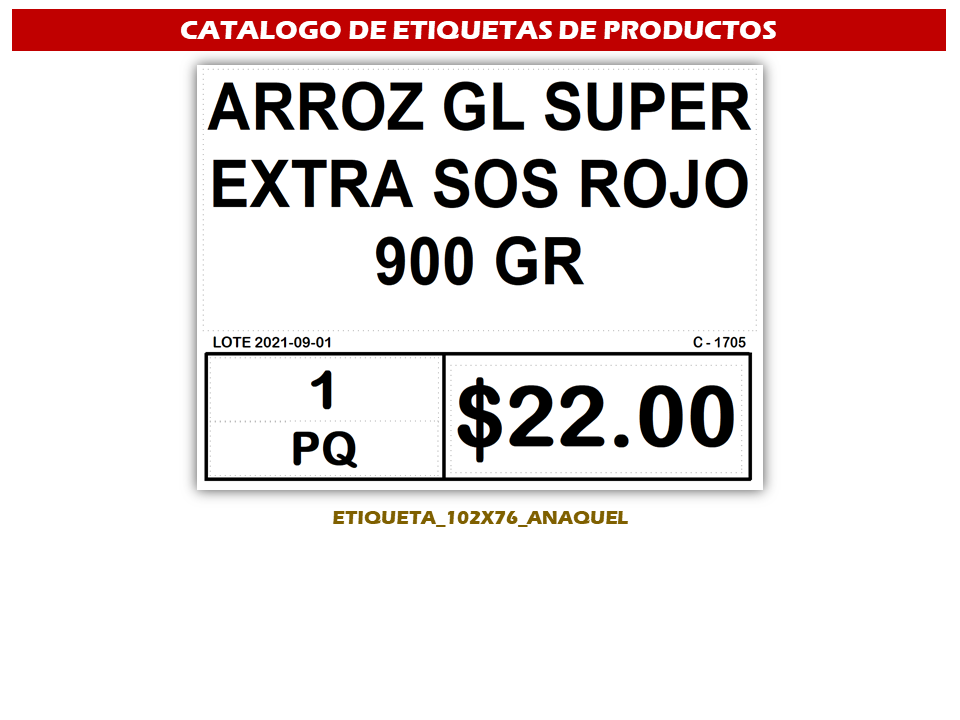 CATALOGO DE ETIQUETAS DE PRODUCTOS
ARROZ GL SUPER
EXTRA SOS ROJO
900 GR
LOTE 2021-09-01
C - 1705
1
PQ
$22.00
ETIQUETA_102X76_ANAQUEL